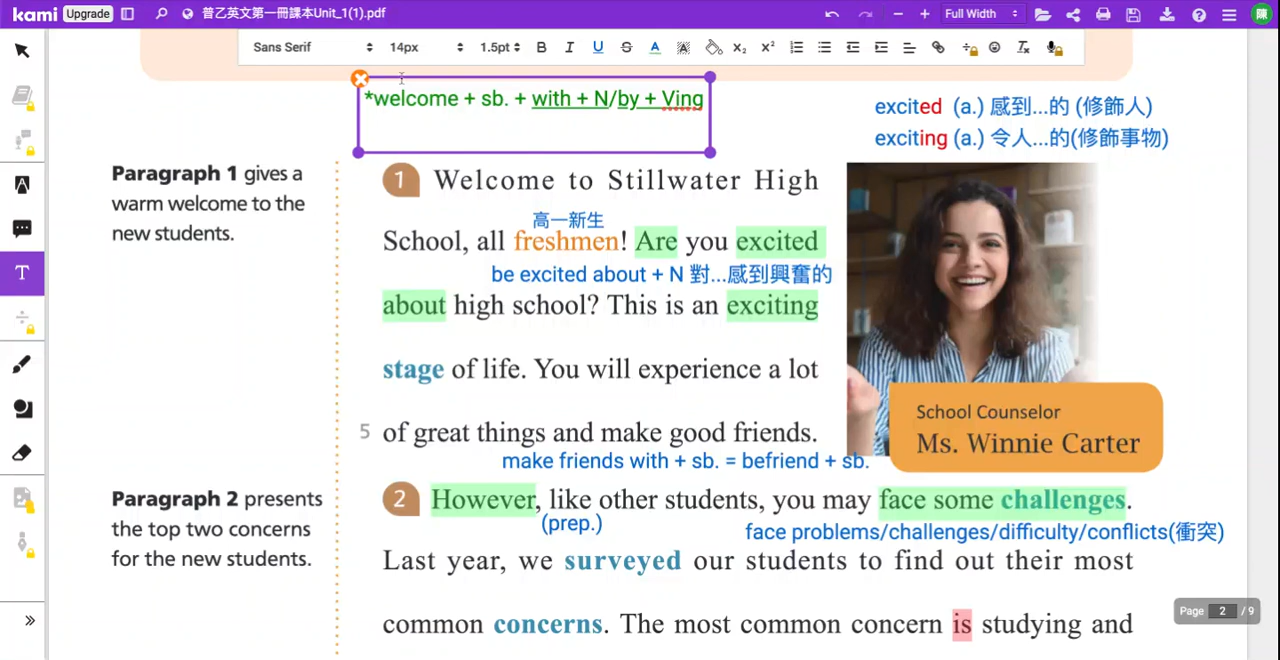 kami Upgrade 普乙英文第一冊課本Unit_1(1).pdf Full Width 陳
Sans Serif 14px 1.5pt B I U S A X₂ X²
*welcome + sb. + with + N/by + Ving
excited (a.) 感到...的 (修飾人)
exciting (a.) 令人...的(修飾事物)
Paragraph 1 gives a
warm welcome to the
new students.
1 Welcome to Stillwater High
高一新生
School, all freshmen! Are you excited
be excited about + N 對...感到興奮的
about high school? This is an exciting
stage of life. You will experience a lot
5 of great things and make good friends.
make friends with + sb. = befriend + sb.
School Counselor
Ms. Winnie Carter
Paragraph 2 presents
the top two concerns
for the new students.
2 However, like other students, you may face some challenges.
(prep.)
face problems/challenges/difficulty/conflicts(衝突)
Last year, we surveyed our students to find out their most
common concerns. The most common concern is studying and
Page 2 / 9